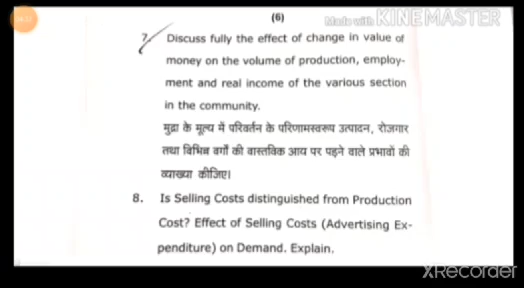 (6)
Made with KINEMASTER
7. Discuss fully the effect of change in value of
money on the volume of production, employ-
ment and real income of the various section
in the community.
मुद्रा के मूल्य में परिवर्तन के परिणामस्वरूप उत्पादन, रोजगार
तथा विभिन्न वर्गों की वास्तविक आय पर पड़ने वाले प्रभावों की
व्याख्या कीजिए।
8. Is Selling Costs distinguished from Production
Cost? Effect of Selling Costs (Advertising Ex-
penditure) on Demand. Explain.
XRecorder